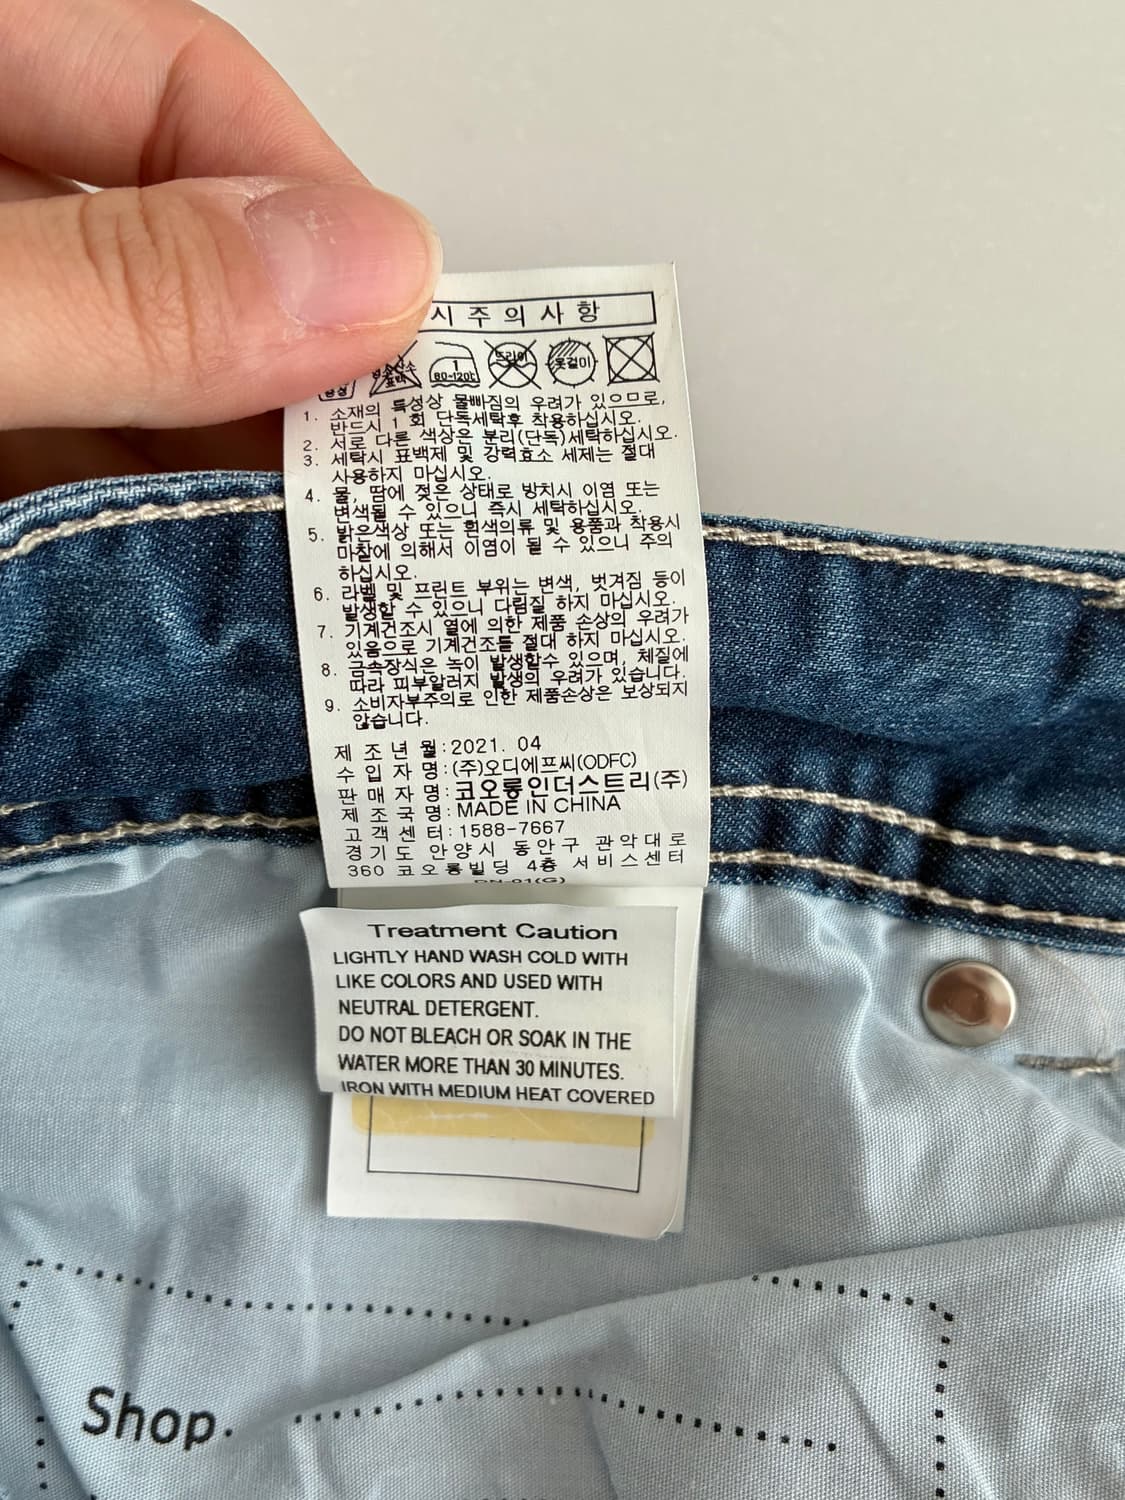 시 주 의 사 항
염소산소
표백
1
80~120℃
드라이
옷걸이
1. 소재의 특성상 물빠짐의 우려가 있으므로,
반드시 1 회 단독세탁후 착용하십시오.
2. 서로 다른 색상은 분리(단독)세탁하십시오.
3. 세탁시 표백제 및 강력효소 세제는 절대
사용하지 마십시오.
4. 물, 땀에 젖은 상태로 방치시 이염 또는
변색될 수 있으니 즉시 세탁하십시오.
5. 밝은색상 또는 흰색의류 및 용품과 착용시
마찰에 의해서 이염이 될 수 있으니 주의
하십시오.
6. 라벨 및 프린트 부위는 변색, 벗겨짐 등이
발생할 수 있으니 다림질 하지 마십시오.
7. 기계건조시 열에 의한 제품 손상의 우려가
있음으로 기계건조를 절대 하지 마십시오.
8. 금속장식은 녹이 발생할수 있으며, 체질에
따라 피부알러지 발생의 우려가 있습니다.
9. 소비자부주의로 인한 제품손상은 보상되지
않습니다.
제 조 년 월:2021. 04
수 입 자 명:(주)오디에프씨(ODFC)
판 매 자 명:코오롱인더스트리(주)
제 조 국 명:MADE IN CHINA
고 객 센 터:1588-7667
경 기 도 안 양 시 동 안 구 관 악 대 로
360 코 오 롱 빌 딩 4층 서 비 스 센 터
Treatment Caution
LIGHTLY HAND WASH COLD WITH
LIKE COLORS AND USED WITH
NEUTRAL DETERGENT.
DO NOT BLEACH OR SOAK IN THE
WATER MORE THAN 30 MINUTES.
IRON WITH MEDIUM HEAT COVERED
Shop.